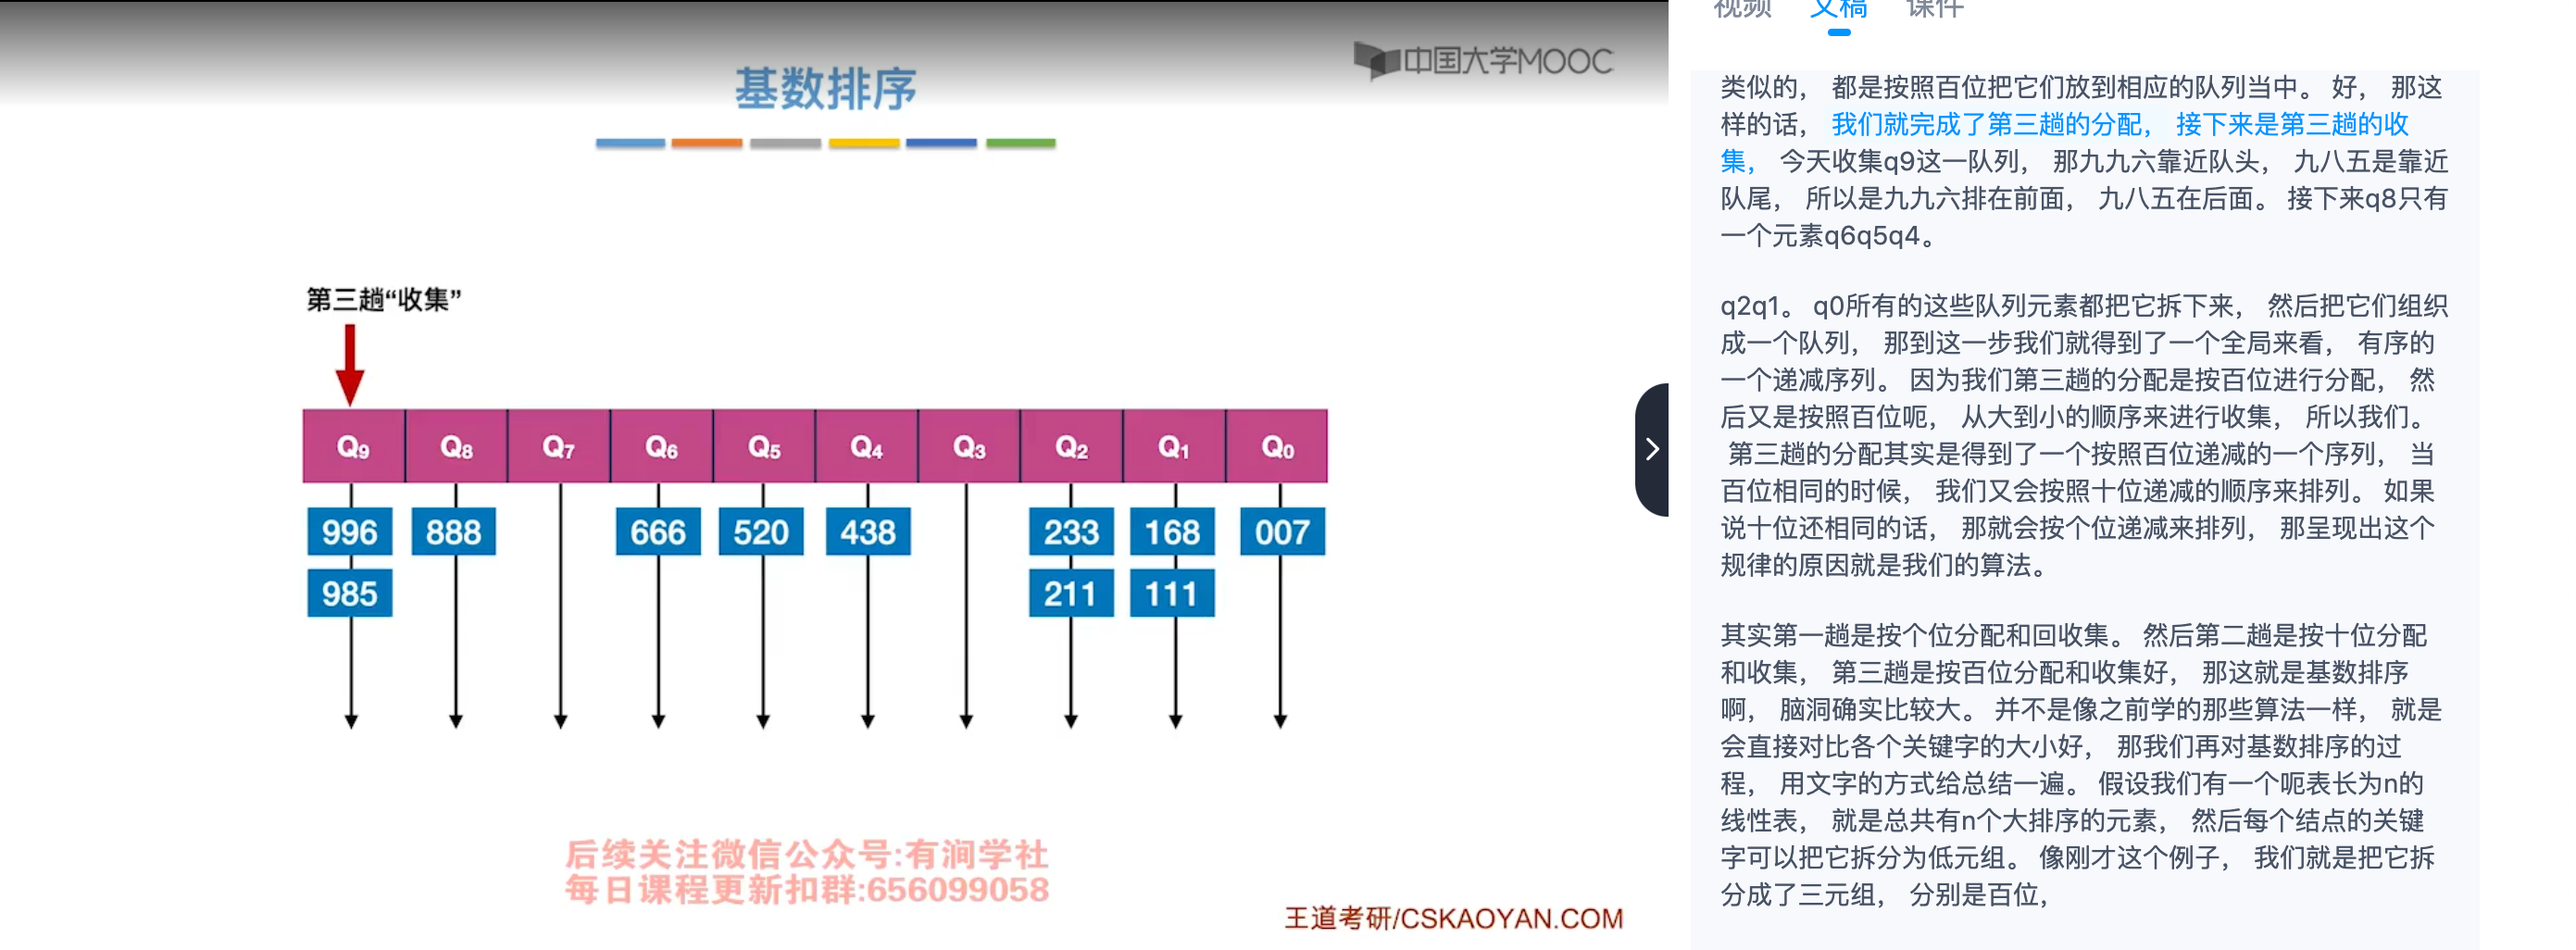 中国大学MOOC
基数排序
第三趟“收集”
Q9 Q8 Q7 Q6 Q5 Q4 Q3 Q2 Q1 Q0
996 888 666 520 438 233 168 007
985 211 111
后续关注微信公众号:有涧学社
每日课程更新扣群:656099058
王道考研/CSKAOYAN.COM
视频 文稿 课件
类似的， 都是按照百位把它们放到相应的队列当中。 好， 那这
样的话， 我们就完成了第三趟的分配， 接下来是第三趟的收
集， 今天收集q9这一队列， 那九九六靠近队头， 九八五是靠近
队尾， 所以是九九六排在前面， 九八五在后面。 接下来q8只有
一个元素q6q5q4。
q2q1。 q0所有的这些队列元素都把它拆下来， 然后把它们组织
成一个队列， 那到这一步我们就得到了一个全局来看， 有序的
一个递减序列。 因为我们第三趟的分配是按百位进行分配， 然
后又是按照百位呃， 从大到小的顺序来进行收集， 所以我们。
第三趟的分配其实是得到了一个按照百位递减的一个序列， 当
百位相同的时候， 我们又会按照十位递减的顺序来排列。 如果
说十位还相同的话， 那就会按个位递减来排列， 那呈现出这个
规律的原因就是我们的算法。
其实第一趟是按个位分配和回收集。 然后第二趟是按十位分配
和收集， 第三趟是按百位分配和收集好， 那这就是基数排序
啊， 脑洞确实比较大。 并不是像之前学的那些算法一样， 就是
会直接对比各个关键字的大小好， 那我们再对基数排序的过
程， 用文字的方式给总结一遍。 假设我们有一个呃表长为n的
线性表， 就是总共有n个大排序的元素， 然后每个结点的关键
字可以把它拆分为低元组。 像刚才这个例子， 我们就是把它拆
分成了三元组， 分别是百位，